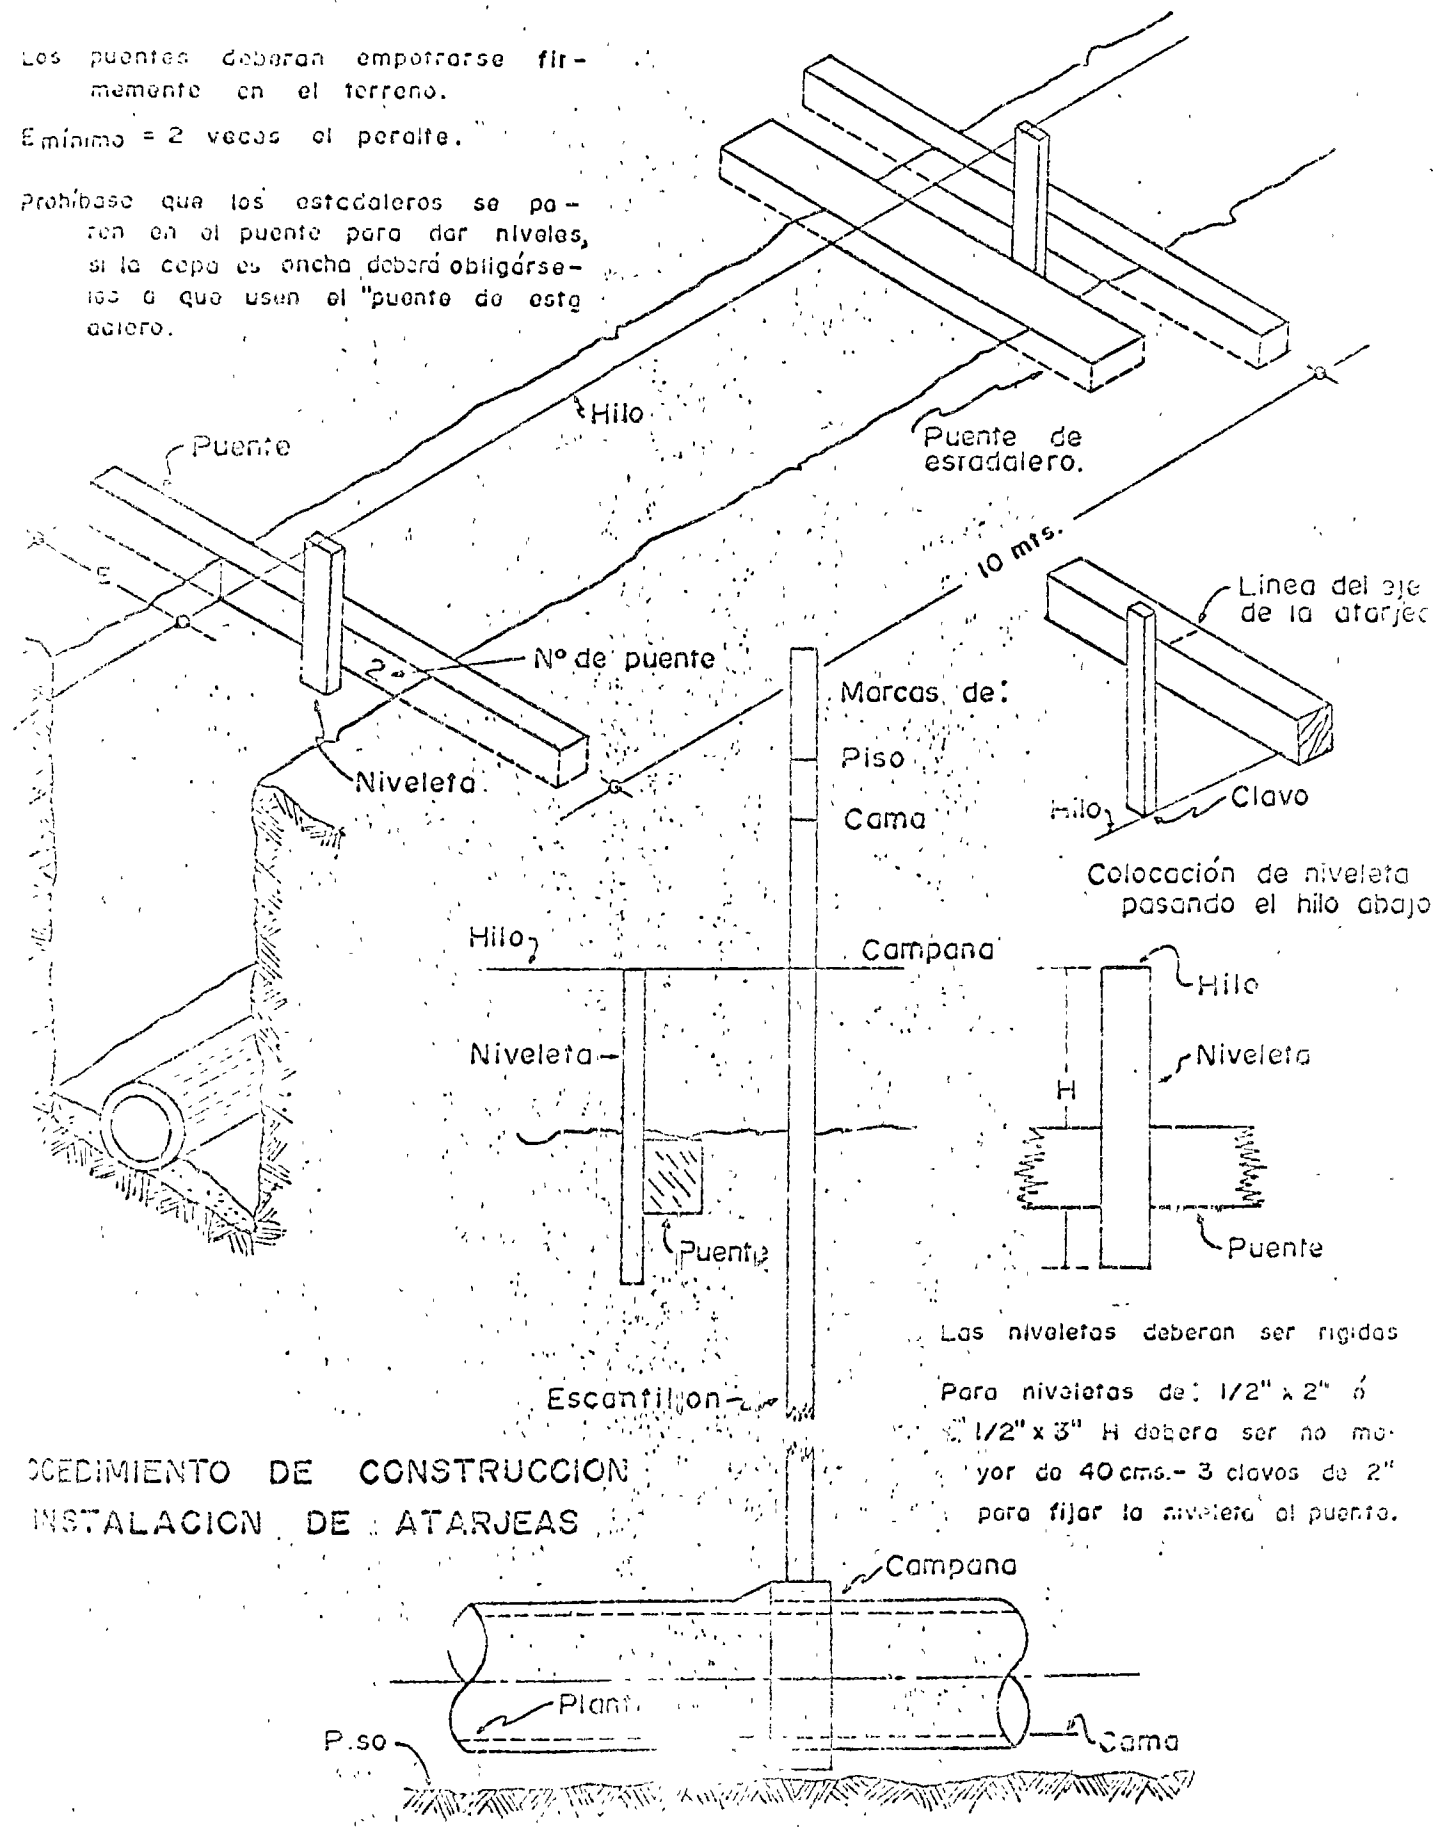 Los puentes deberan empotrarse fir-
memente en el terreno.
E mínimo = 2 veces el peralte.
Prohíbase que los estadaleros se pa-
ren en el puente para dar niveles,
si la cepa es ancha deberá obligárse-
les a que usen el "puente de esta
dalero.
Hilo
Puente
Puente de
estadalero.
10 mts.
E
Línea del eje
de la atarjea
2
Nº de puente
Marcas de:
Piso
Niveleta
Cama
Hilo
Clavo
Colocación de niveleta
pasando el hilo abajo
Hilo
Campana
Hilo
Niveleta
Niveleta
H
Puente
Puente
Las niveletas deberan ser rigidas
Escantillon
Para niveletas de: 1/2" x 2" ó
1/2" x 3" H debera ser no ma-
yor de 40 cms.- 3 clavos de 2"
para fijar la niveleta al puente.
OCEDIMIENTO DE CONSTRUCCION
INSTALACION DE ATARJEAS
Campana
Plant
Piso
Cama